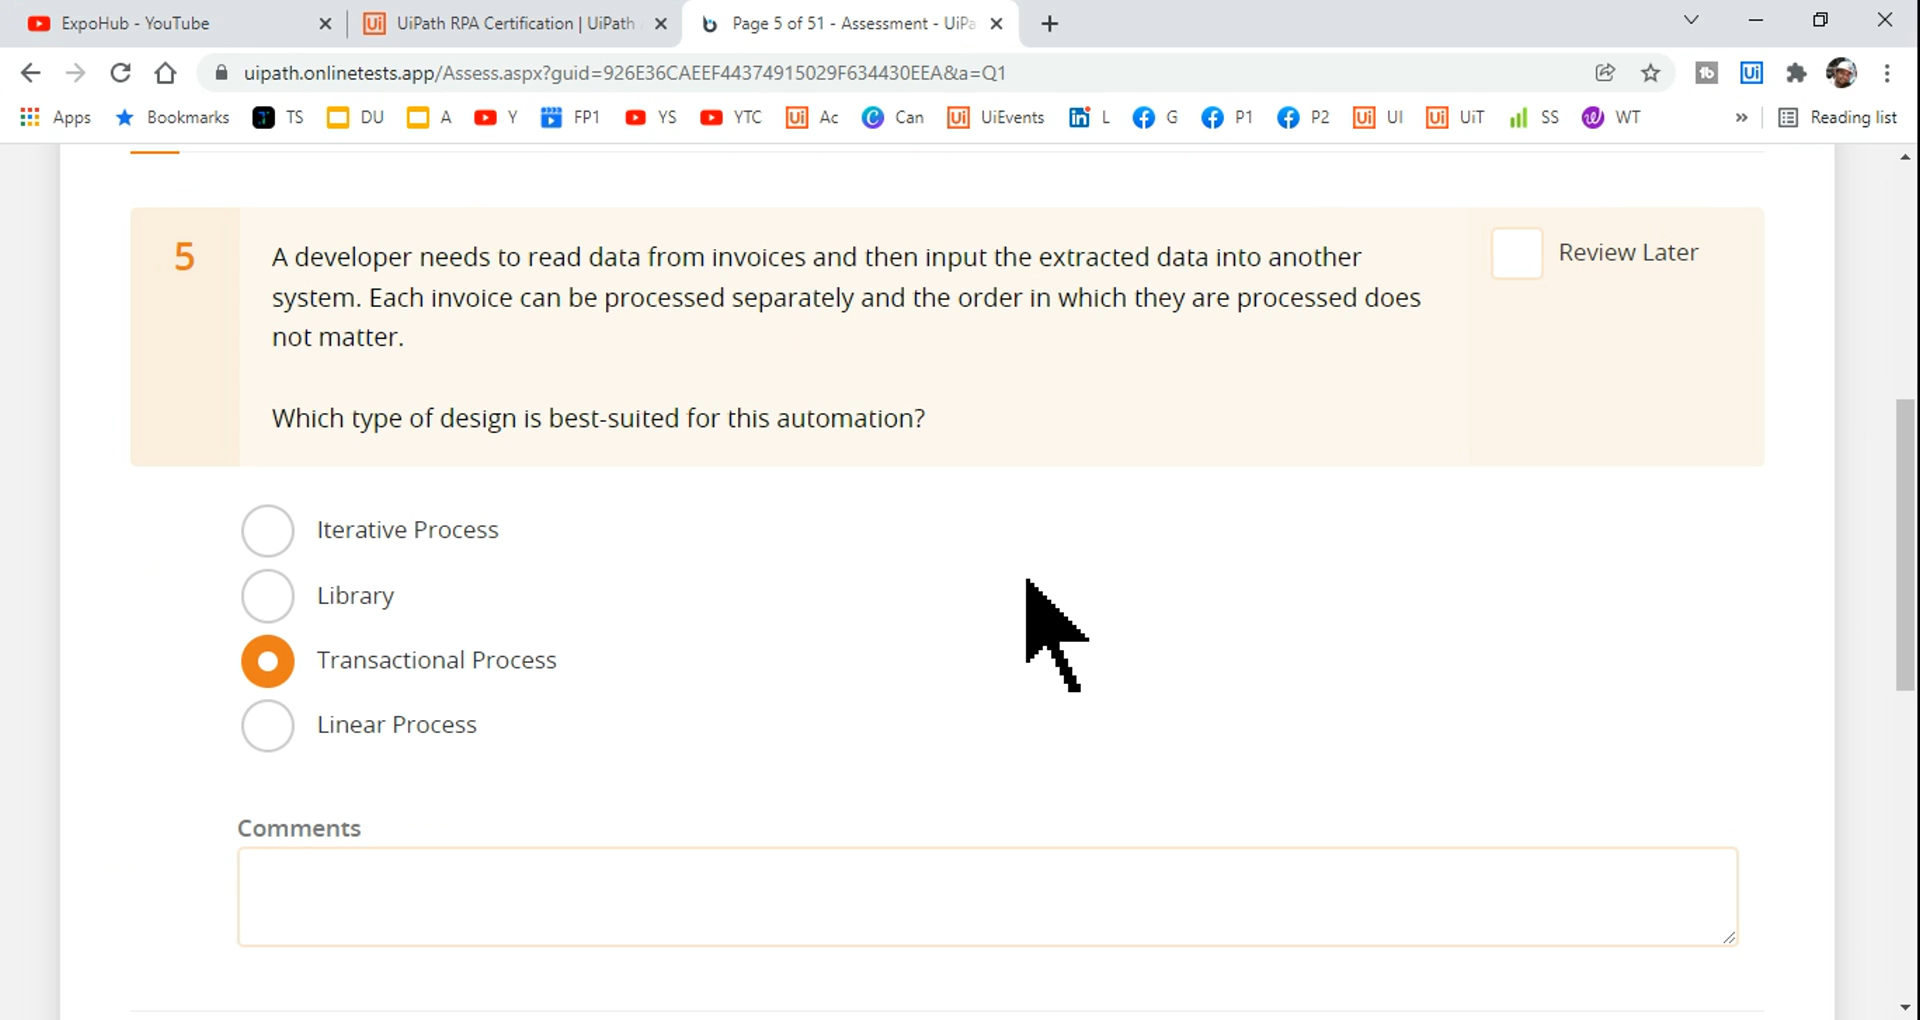 ExpoHub - YouTube
UiPath RPA Certification | UiPath
Page 5 of 51 - Assessment - UiPa
uipath.onlinetests.app/Assess.aspx?guid=926E36CAEEF44374915029F634430EEA&a=Q1
Apps Bookmarks TS DU A Y FP1 YS YTC Ac Can UiEvents L G P1 P2 UI UiT SS WT » Reading list
5
A developer needs to read data from invoices and then input the extracted data into another
system. Each invoice can be processed separately and the order in which they are processed does
not matter.
Which type of design is best-suited for this automation?
Review Later
Iterative Process
Library
Transactional Process
Linear Process
Comments